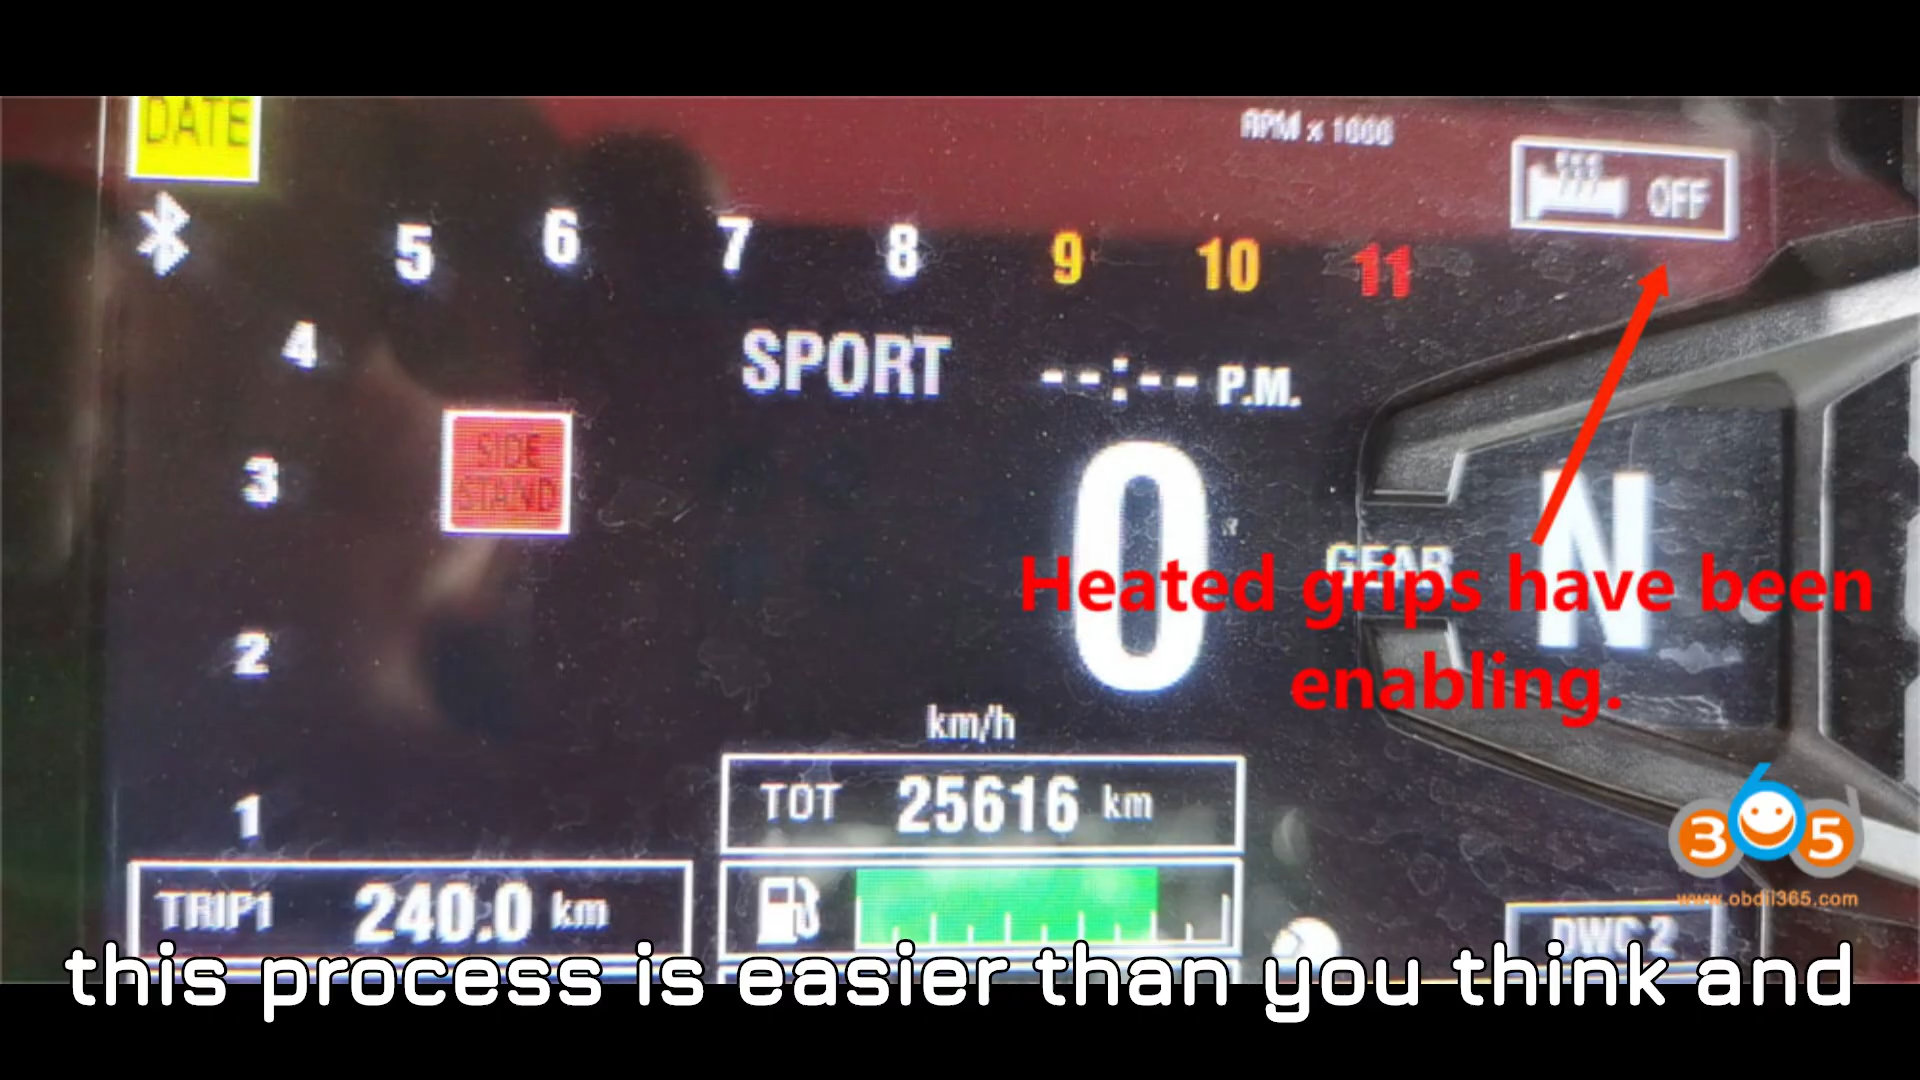 DATE
RPM x 1000
OFF
5 6 7 8 9 10 11
4
SPORT --:-- P.M.
SIDE
STAND
3
0
GEAR N
Heated grips have been
enabling.
2
km/h
1
TOT 25616 km
365
www.obdii365.com
TRIP1 240.0 km
DWC 2
this process is easier than you think and